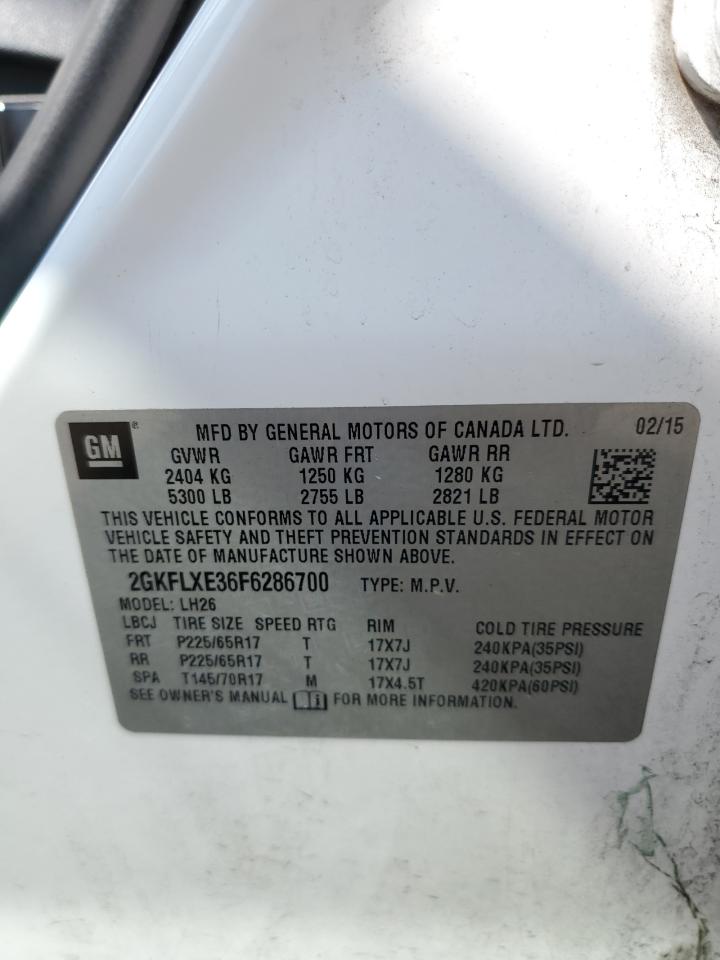 GM® MFD BY GENERAL MOTORS OF CANADA LTD. 02/15
GVWR GAWR FRT GAWR RR
2404 KG 1250 KG 1280 KG
5300 LB 2755 LB 2821 LB
THIS VEHICLE CONFORMS TO ALL APPLICABLE U.S. FEDERAL MOTOR
VEHICLE SAFETY AND THEFT PREVENTION STANDARDS IN EFFECT ON
THE DATE OF MANUFACTURE SHOWN ABOVE.
2GKFLXE36F6286700 TYPE: M.P.V.
MODEL: LH26
LBCJ TIRE SIZE SPEED RTG RIM COLD TIRE PRESSURE
FRT P225/65R17 T 17X7J 240KPA(35PSI)
RR P225/65R17 T 17X7J 240KPA(35PSI)
SPA T145/70R17 M 17X4.5T 420KPA(60PSI)
SEE OWNER'S MANUAL i FOR MORE INFORMATION.